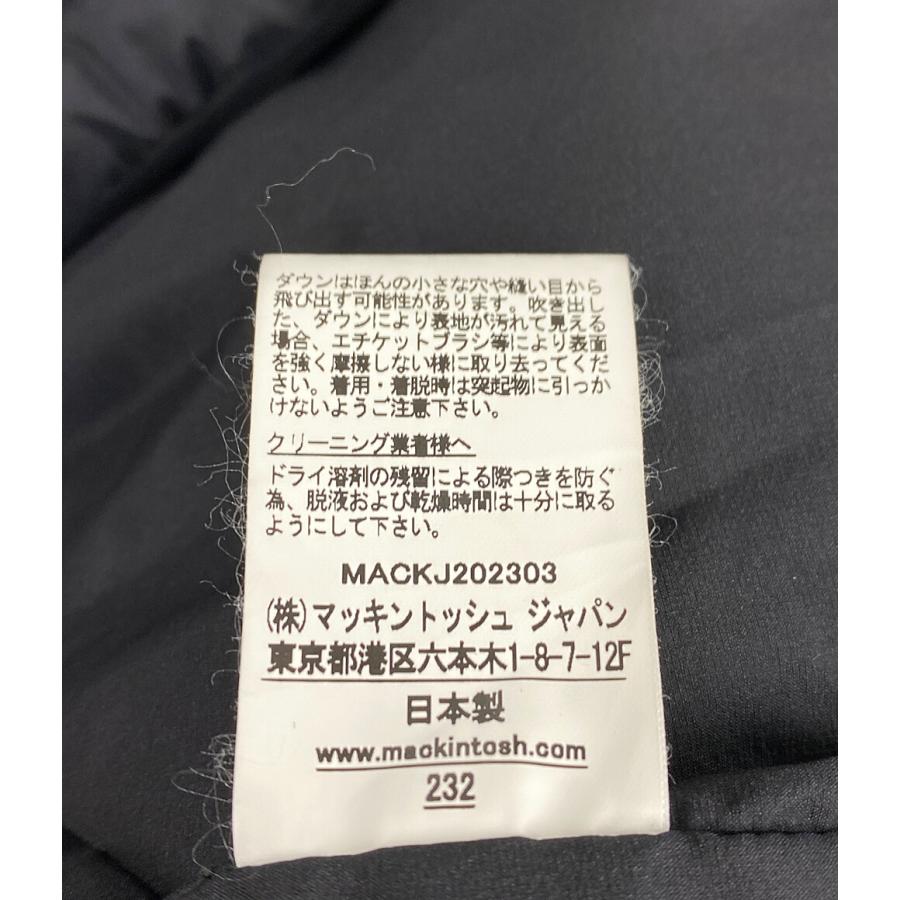 ダウンはほんの小さな穴や縫い目から
飛び出す可能性があります。吹き出し
た、ダウンにより表地が汚れて見える
場合、エチケットブラシ等により表面
を強く摩擦しない様に取り去ってくだ
さい。着用・着脱時は突起物に引っか
けないようご注意下さい。
クリーニング業者様へ
ドライ溶剤の残留による際つきを防ぐ
為、脱液および乾燥時間は十分に取る
ようにして下さい。
MACKJ202303
(株)マッキントッシュ ジャパン
東京都港区六本木1-8-7-12F
日本製
www.mackintosh.com
232